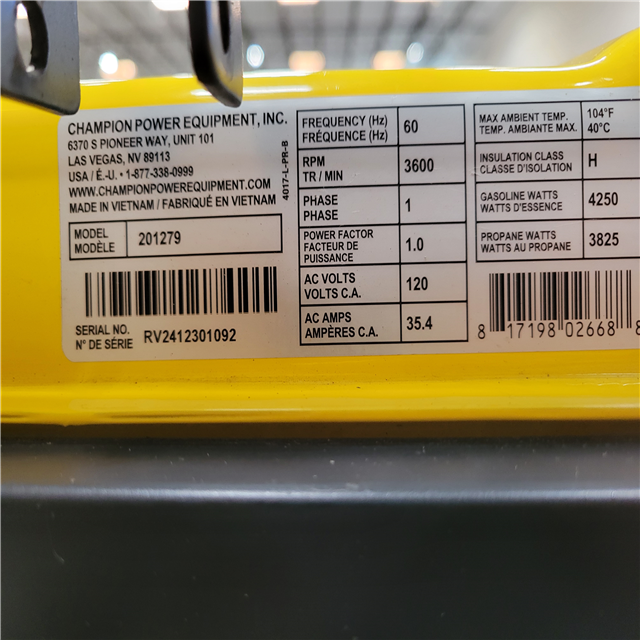 CHAMPION POWER EQUIPMENT, INC.
6370 S PIONEER WAY, UNIT 101
LAS VEGAS, NV 89113
USA / É.-U. • 1-877-338-0999
WWW.CHAMPIONPOWEREQUIPMENT.COM
MADE IN VIETNAM / FABRIQUÉ EN VIETNAM
4017-L-PR-B
MODEL
MODÈLE
201279
SERIAL NO.
N° DE SÉRIE
RV2412301092
FREQUENCY (Hz)
FRÉQUENCE (Hz)
60
RPM
TR / MIN
3600
PHASE
PHASE
1
POWER FACTOR
FACTEUR DE
PUISSANCE
1.0
AC VOLTS
VOLTS C.A.
120
AC AMPS
AMPÈRES C.A.
35.4
MAX AMBIENT TEMP.
TEMP. AMBIANTE MAX.
104°F
40°C
INSULATION CLASS
CLASSE D'ISOLATION
H
GASOLINE WATTS
WATTS D'ESSENCE
4250
PROPANE WATTS
WATTS AU PROPANE
3825
8 17198 02668 8